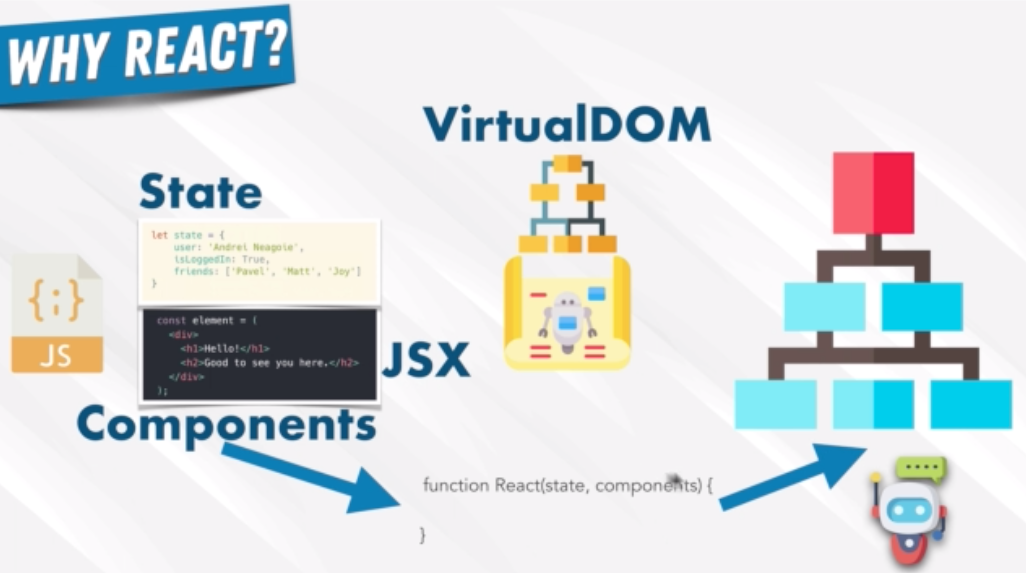 WHY REACT?
VirtualDOM
State
let state = {
user: 'Andrei Neagoie',
isLoggedIn: True,
friends: ['Pavel', 'Matt', 'Joy']
}
{;}
JS
const element = (
<div>
<h1>Hello!</h1>
<h2>Good to see you here.</h2>
</div>
);
JSX
Components
function React(state, components) {
}